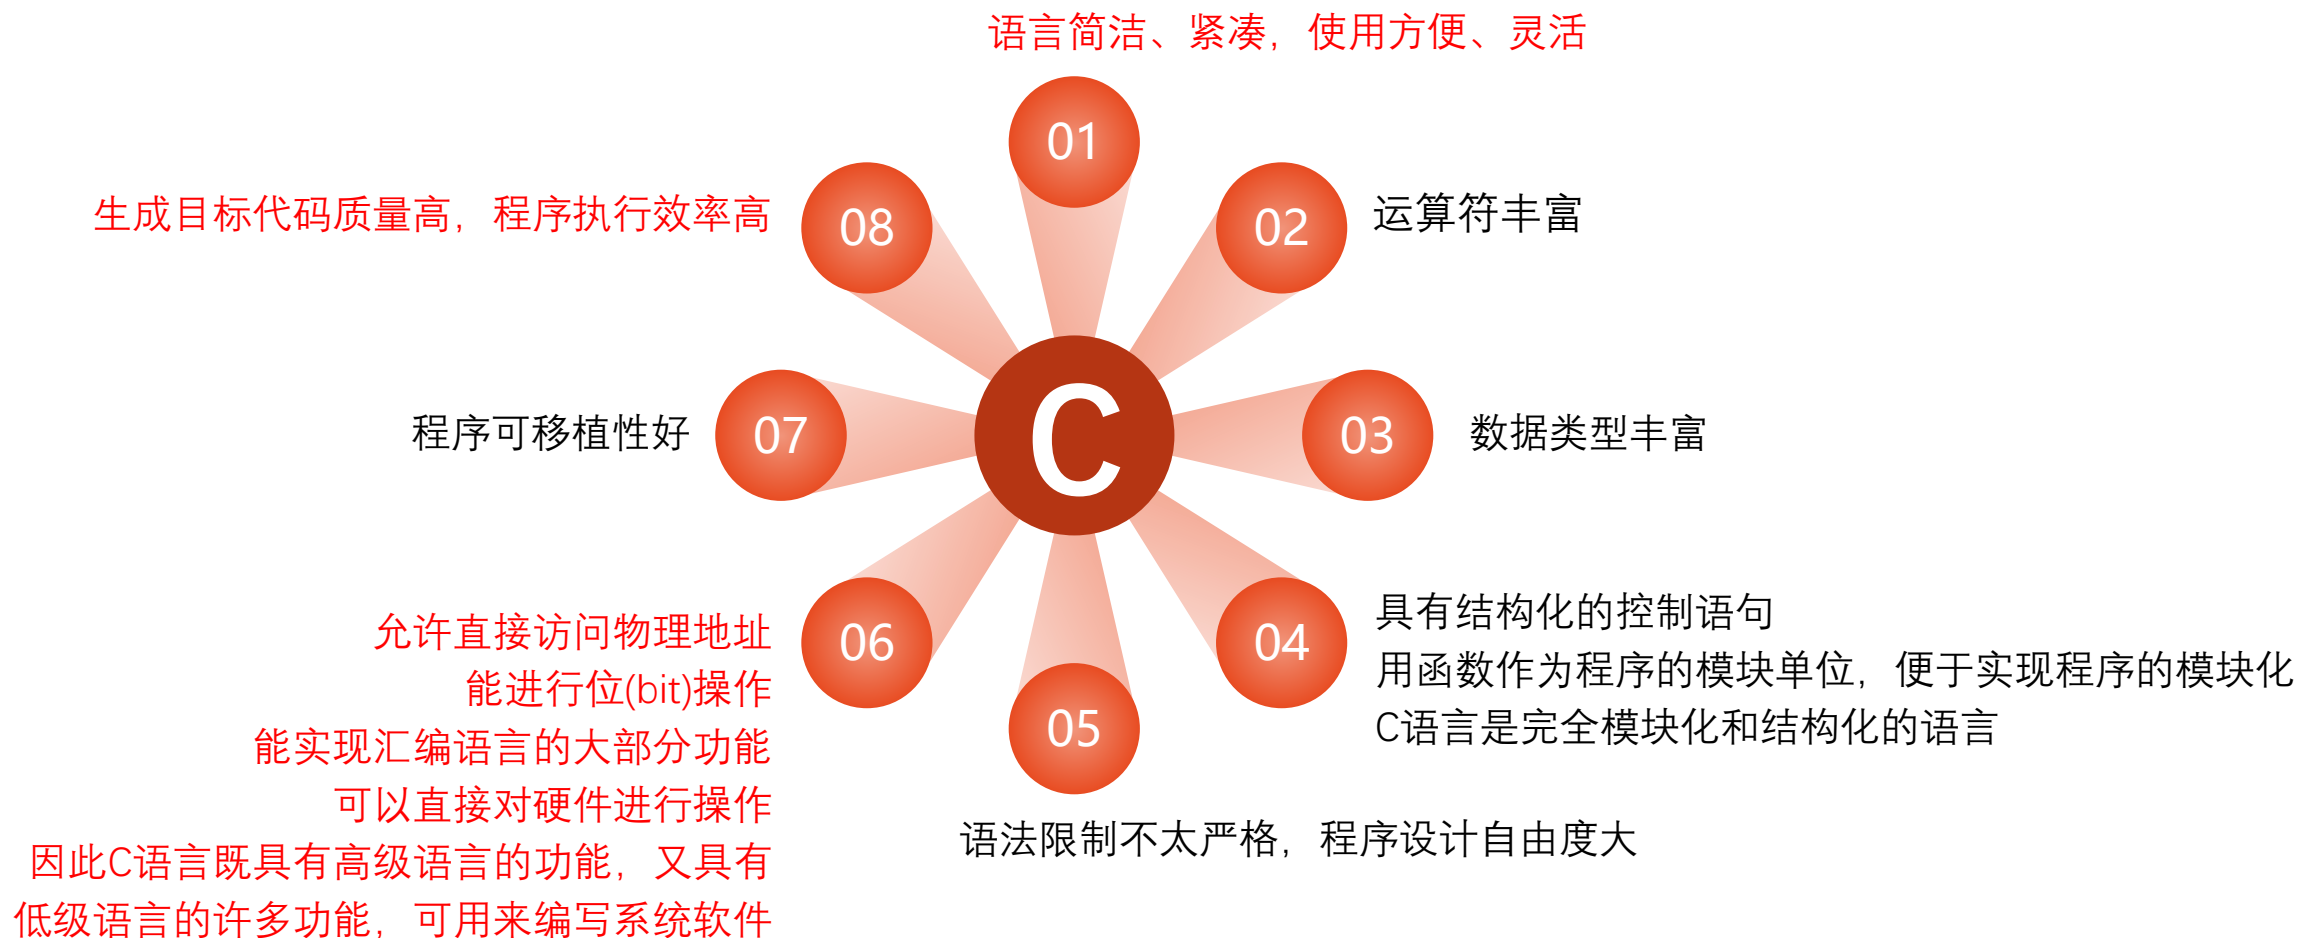 语言简洁、紧凑，使用方便、灵活
01
02
运算符丰富
03
数据类型丰富
04
具有结构化的控制语句
用函数作为程序的模块单位，便于实现程序的模块化
C语言是完全模块化和结构化的语言
05
语法限制不太严格，程序设计自由度大
06
允许直接访问物理地址
能进行位(bit)操作
能实现汇编语言的大部分功能
可以直接对硬件进行操作
因此C语言既具有高级语言的功能，又具有
低级语言的许多功能，可用来编写系统软件
07
程序可移植性好
08
生成目标代码质量高，程序执行效率高
C